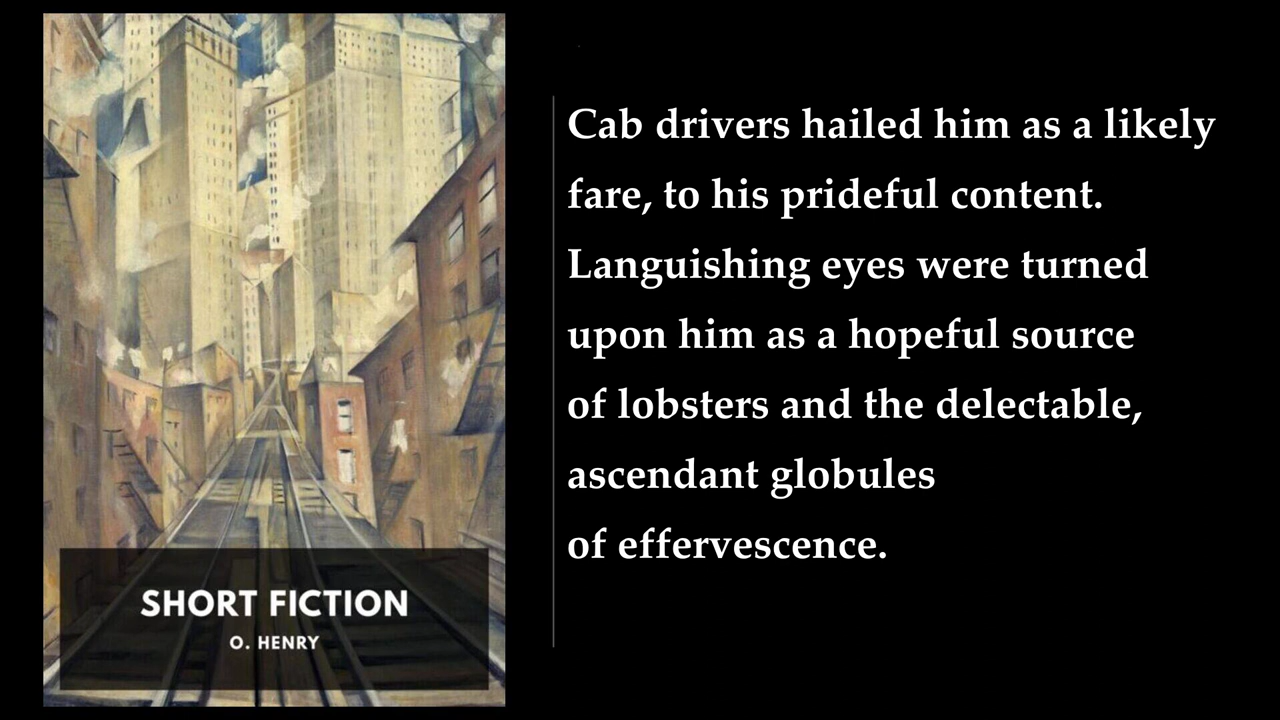 SHORT FICTION
O. HENRY
Cab drivers hailed him as a likely
fare, to his prideful content.
Languishing eyes were turned
upon him as a hopeful source
of lobsters and the delectable,
ascendant globules
of effervescence.